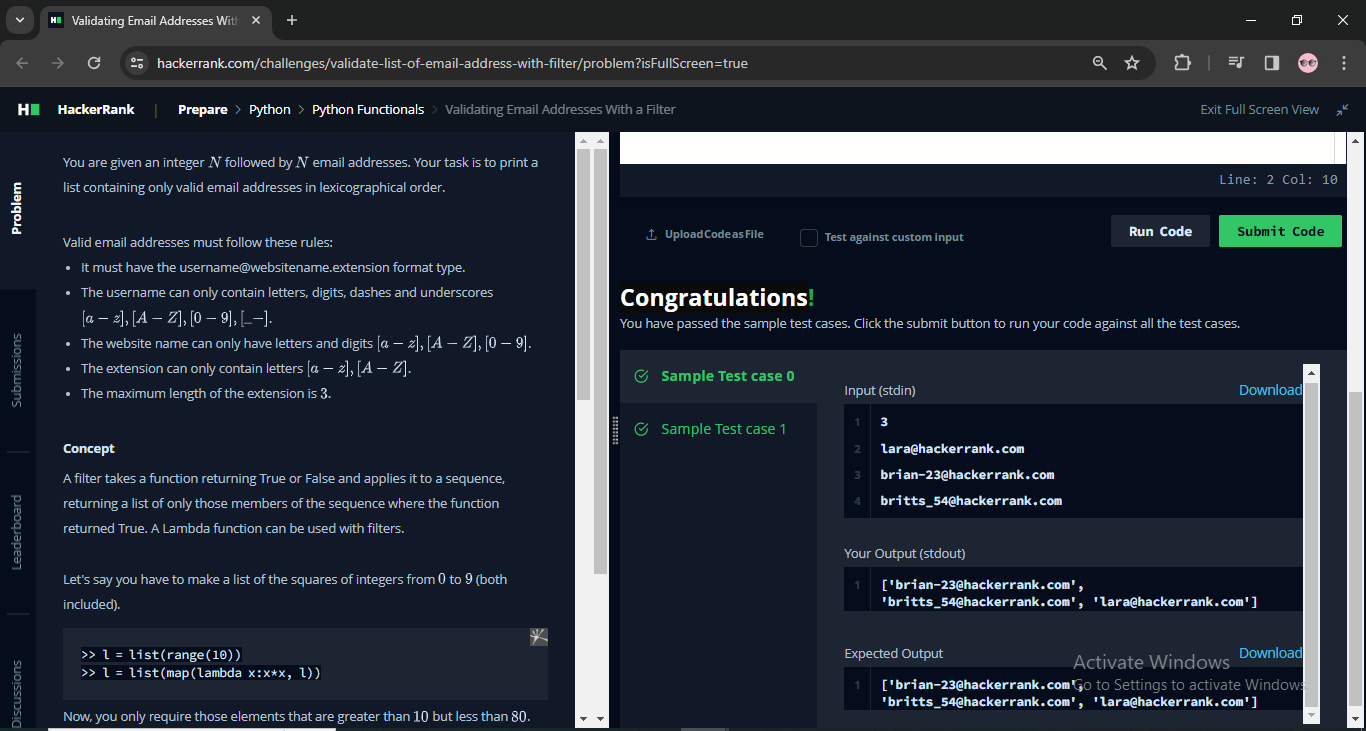 Validating Email Addresses Wit
hackerrank.com/challenges/validate-list-of-email-address-with-filter/problem?isFullScreen=true
HackerRank | Prepare > Python > Python Functionals > Validating Email Addresses With a Filter
Exit Full Screen View
Problem
Submissions
Leaderboard
Discussions
You are given an integer N followed by N email addresses. Your task is to print a
list containing only valid email addresses in lexicographical order.
Valid email addresses must follow these rules:
• It must have the username@websitename.extension format type.
• The username can only contain letters, digits, dashes and underscores
[a − z], [A − Z], [0 − 9], [_−].
• The website name can only have letters and digits [a − z], [A − Z], [0 − 9].
• The extension can only contain letters [a − z], [A − Z].
• The maximum length of the extension is 3.
Concept
A filter takes a function returning True or False and applies it to a sequence,
returning a list of only those members of the sequence where the function
returned True. A Lambda function can be used with filters.
Let's say you have to make a list of the squares of integers from 0 to 9 (both
included).
>> l = list(range(10))
>> l = list(map(lambda x:x*x, l))
Now, you only require those elements that are greater than 10 but less than 80.
Line: 2 Col: 10
Upload Code as File
Test against custom input
Run Code
Submit Code
Congratulations!
You have passed the sample test cases. Click the submit button to run your code against all the test cases.
Sample Test case 0
Sample Test case 1
Input (stdin)
Download
1 3
2 lara@hackerrank.com
3 brian-23@hackerrank.com
4 britts_54@hackerrank.com
Your Output (stdout)
1 ['brian-23@hackerrank.com',
'britts_54@hackerrank.com', 'lara@hackerrank.com']
Expected Output
Download
1 ['brian-23@hackerrank.com',
'britts_54@hackerrank.com', 'lara@hackerrank.com']
Activate Windows
Go to Settings to activate Windows